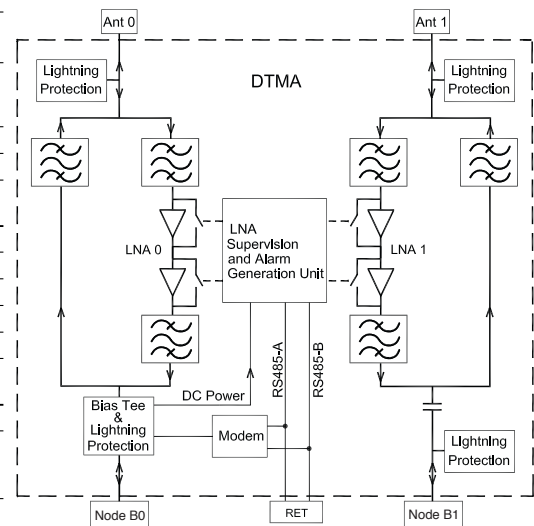 Ant 0
Ant 1
Lightning
Protection
DTMA
Lightning
Protection
LNA
Supervision
and Alarm
Generation Unit
LNA 0
LNA 1
RS485-A
RS485-B
DC Power
Bias Tee
&
Lightning
Protection
Modem
Lightning
Protection
Node B0
RET
Node B1